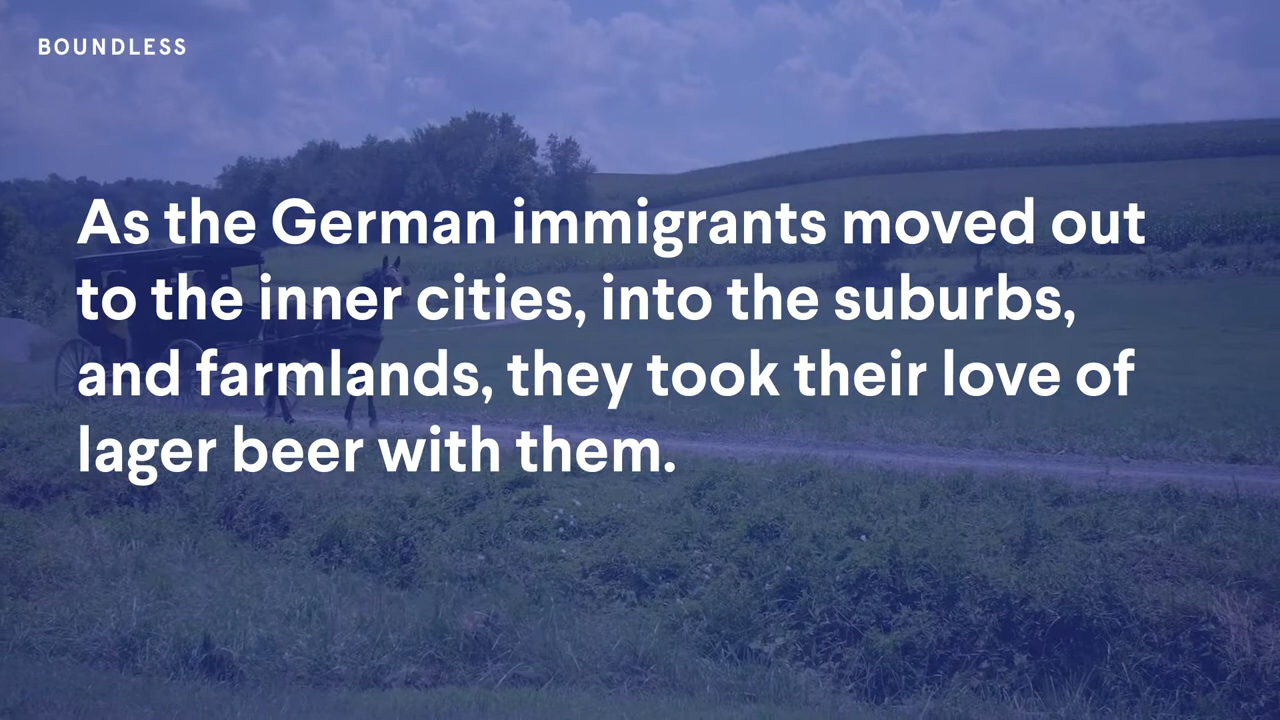 BOUNDLESS
As the German immigrants moved out
to the inner cities, into the suburbs,
and farmlands, they took their love of
lager beer with them.